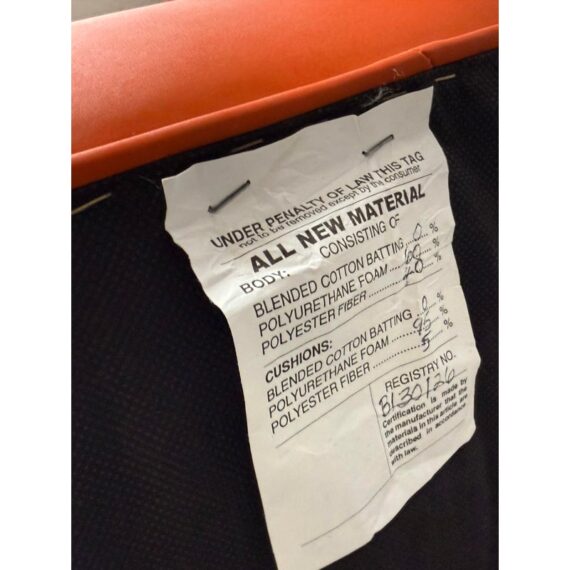 UNDER PENALTY OF LAW THIS TAG
not to be removed except by the consumer
ALL NEW MATERIAL
CONSISTING OF
BODY:
BLENDED COTTON BATTING ..... 0 %
POLYURETHANE FOAM ........... 60 %
POLYESTER FIBER ............... 40 %
CUSHIONS:
BLENDED COTTON BATTING ... 0 %
POLYURETHANE FOAM .......... 95 %
POLYESTER FIBER ............... 5 %
REGISTRY NO.
B130126
Certification is made by
the manufacturer that the
materials in this article are
described in accordance
with law.